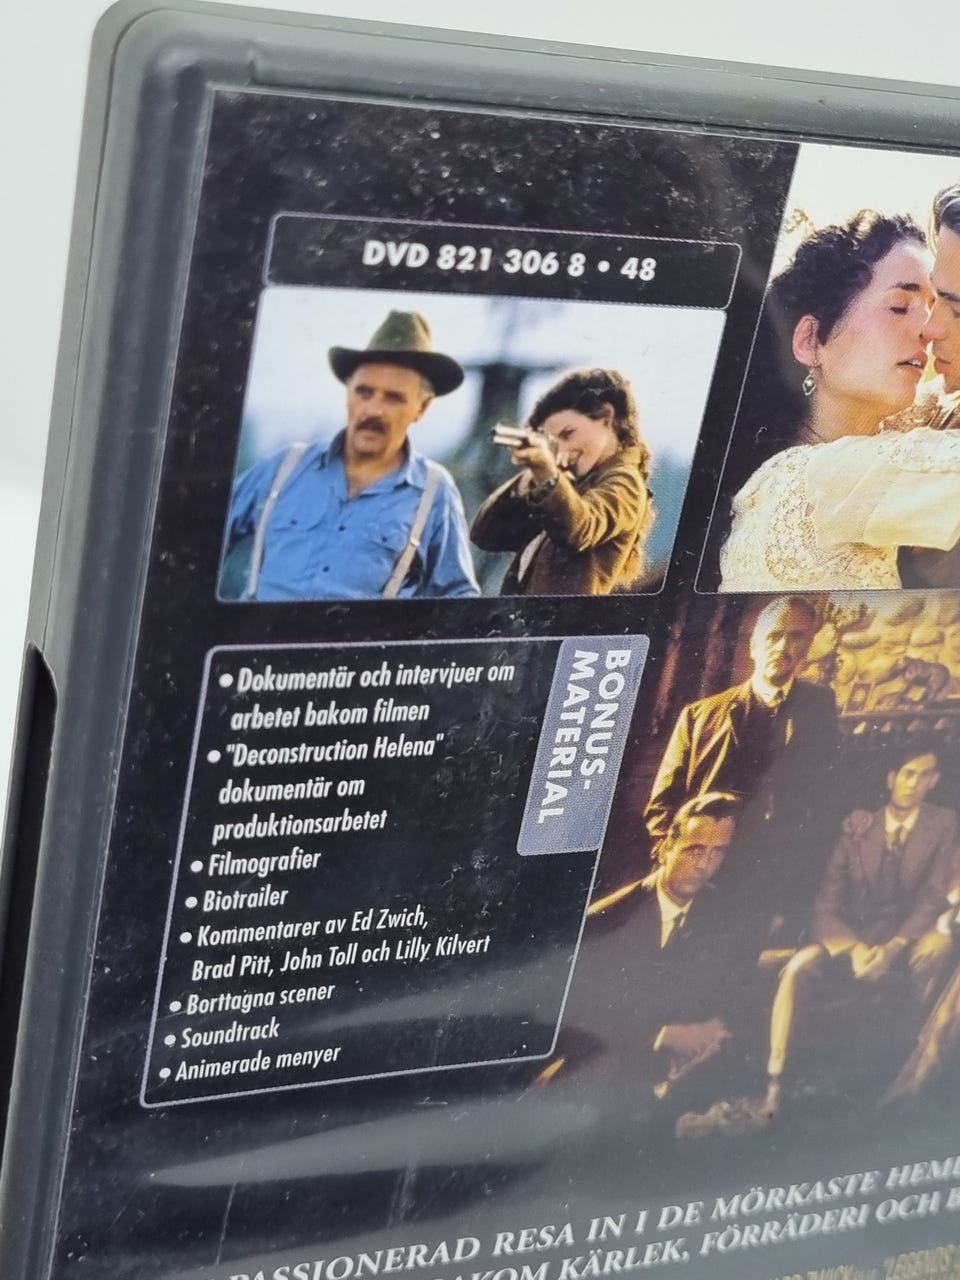 DVD 821 306 8 • 48
BONUS-
MATERIAL
• Dokumentär och intervjuer om
arbetet bakom filmen
• "Deconstruction Helena"
dokumentär om
produktionsarbetet
• Filmografier
• Biotrailer
• Kommentarer av Ed Zwich,
Brad Pitt, John Toll och Lilly Kilvert
• Borttagna scener
• Soundtrack
• Animerade menyer
PASSIONERAD RESA IN I DE MÖRKASTE
KÄRLEK, FÖRRÄDERI OCH